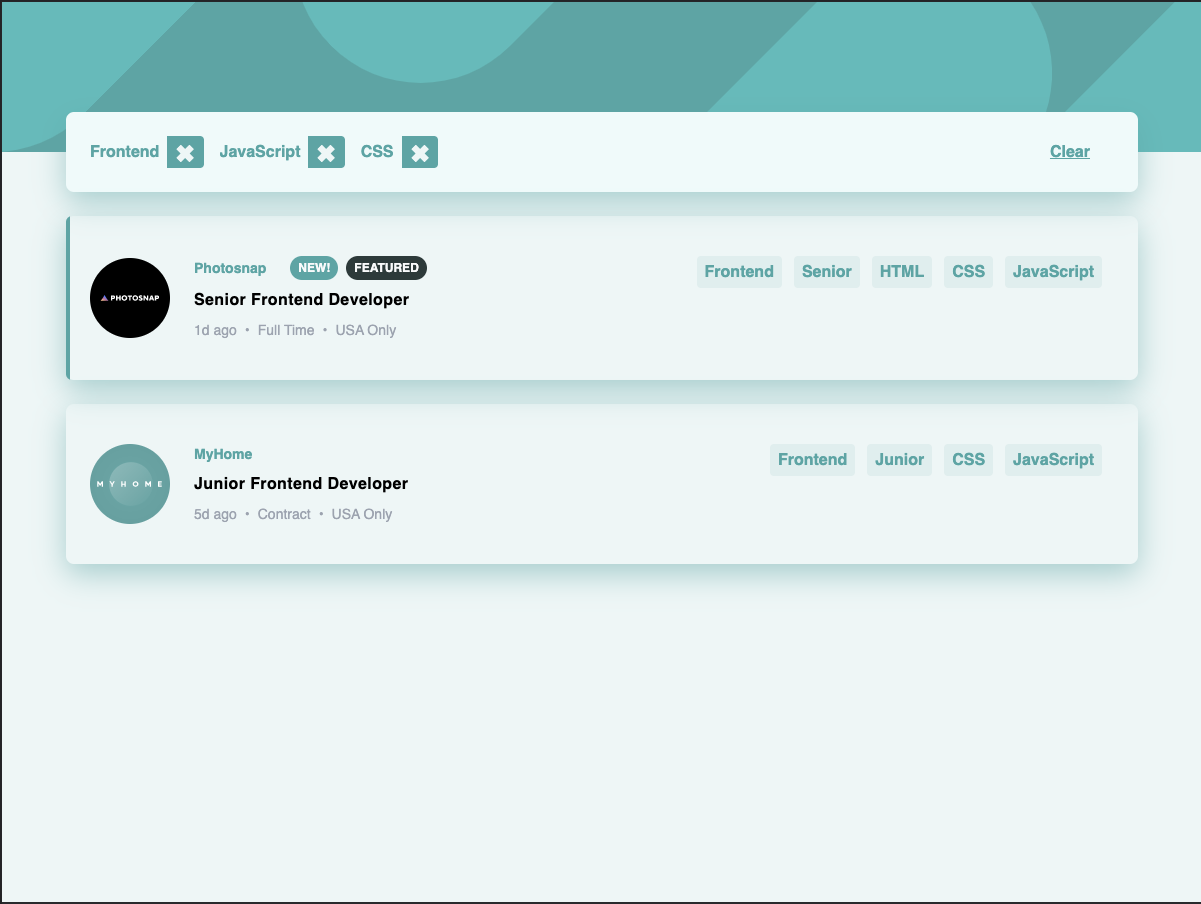 Frontend JavaScript CSS Clear
PHOTOSNAP
Photosnap NEW! FEATURED
Senior Frontend Developer
1d ago • Full Time • USA Only
Frontend Senior HTML CSS JavaScript
MYHOME
MyHome
Junior Frontend Developer
5d ago • Contract • USA Only
Frontend Junior CSS JavaScript